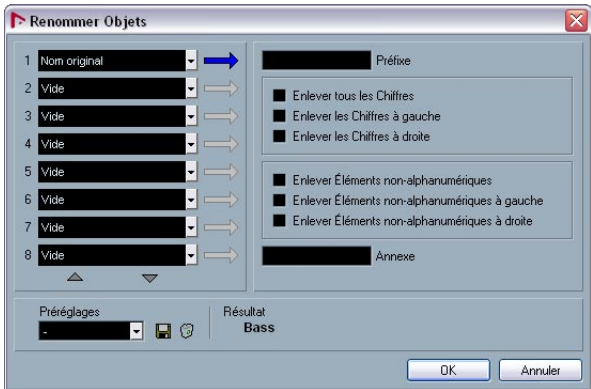 Renommer Objets
1 Nom original
2 Vide
3 Vide
4 Vide
5 Vide
6 Vide
7 Vide
8 Vide
Préfixe
Enlever tous les Chiffres
Enlever les Chiffres à gauche
Enlever les Chiffres à droite
Enlever Éléments non-alphanumériques
Enlever Éléments non-alphanumériques à gauche
Enlever Éléments non-alphanumériques à droite
Annexe
Préréglages
-
Résultat
Bass
OK
Annuler